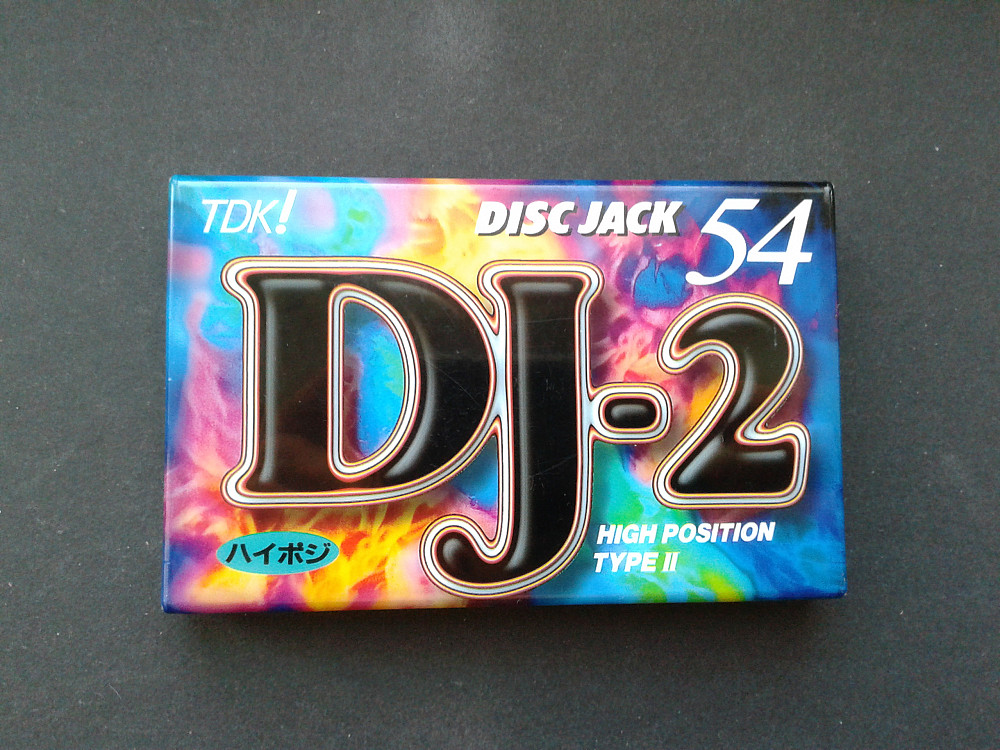 TDK!
DISC JACK 54
DJ-2
ハイポジ
HIGH POSITION
TYPE II